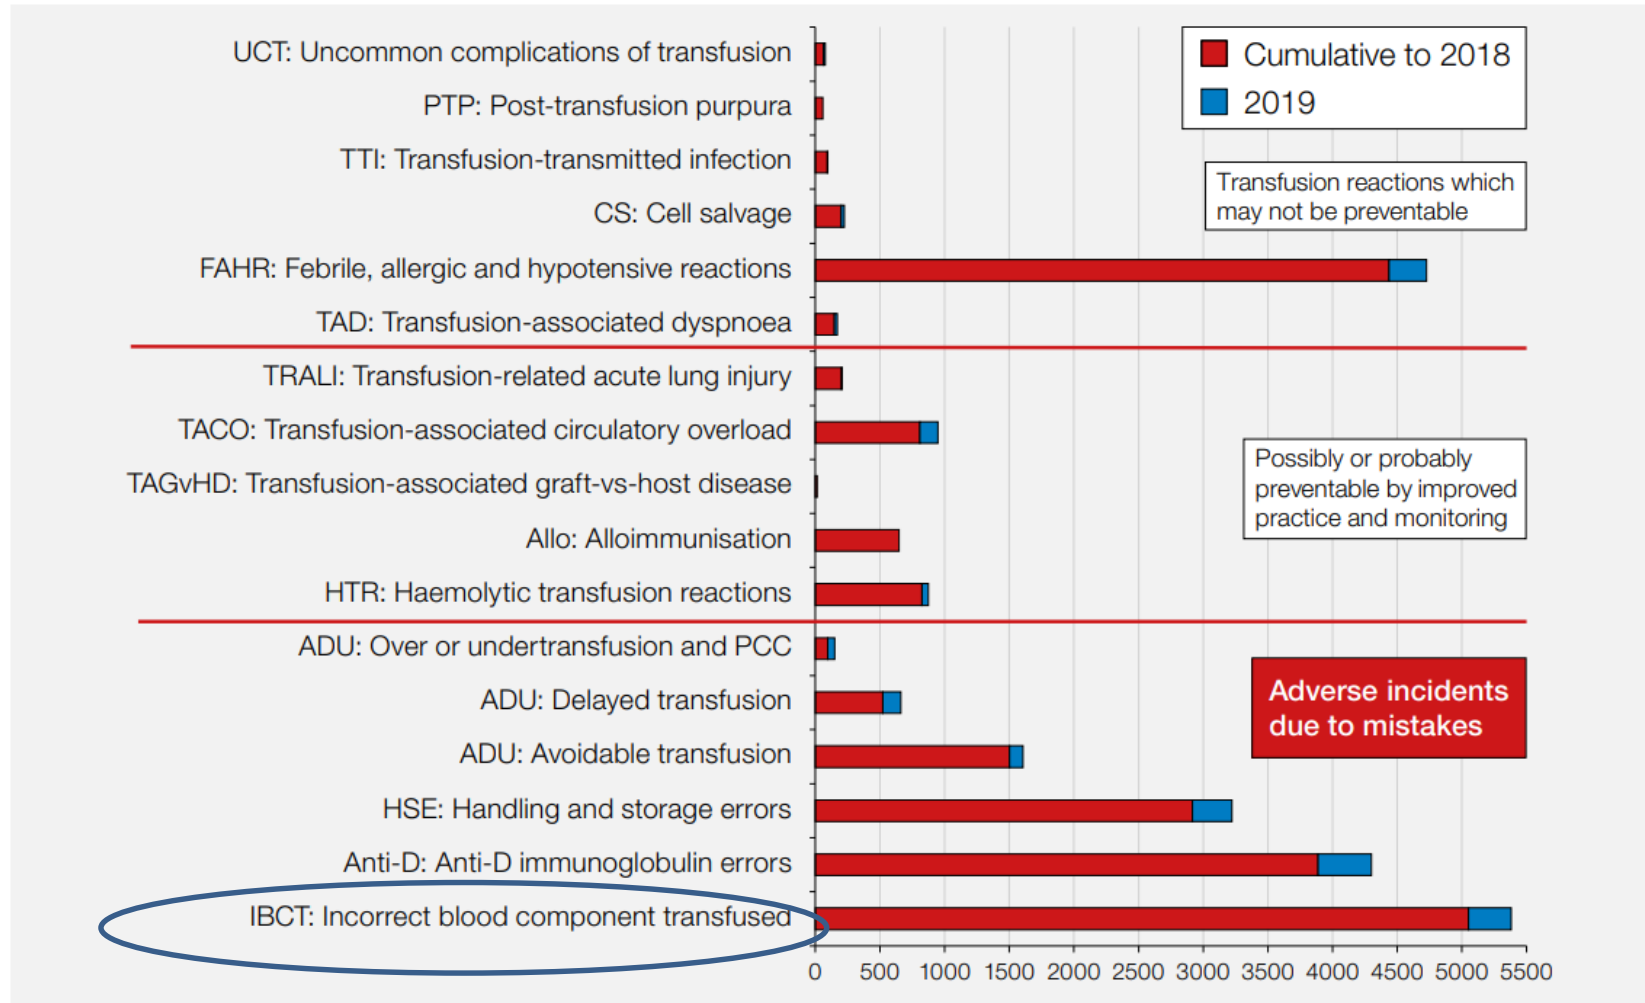 UCT: Uncommon complications of transfusion
PTP: Post-transfusion purpura
TTI: Transfusion-transmitted infection
CS: Cell salvage
FAHR: Febrile, allergic and hypotensive reactions
TAD: Transfusion-associated dyspnoea
TRALI: Transfusion-related acute lung injury
TACO: Transfusion-associated circulatory overload
TAGvHD: Transfusion-associated graft-vs-host disease
Allo: Alloimmunisation
HTR: Haemolytic transfusion reactions
ADU: Over or undertransfusion and PCC
ADU: Delayed transfusion
ADU: Avoidable transfusion
HSE: Handling and storage errors
Anti-D: Anti-D immunoglobulin errors
IBCT: Incorrect blood component transfused
Cumulative to 2018
2019
Transfusion reactions which
may not be preventable
Possibly or probably
preventable by improved
practice and monitoring
Adverse incidents
due to mistakes
0 500 1000 1500 2000 2500 3000 3500 4000 4500 5000 5500